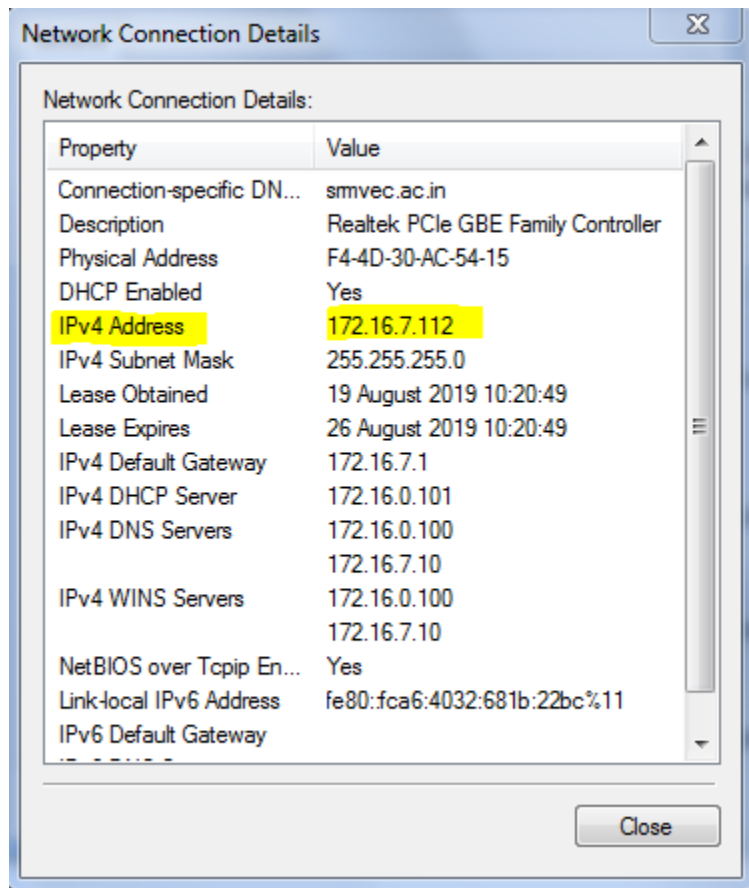 Network Connection Details
Network Connection Details:
Property Value
Connection-specific DN... smvec.ac.in
Description Realtek PCIe GBE Family Controller
Physical Address F4-4D-30-AC-54-15
DHCP Enabled Yes
IPv4 Address 172.16.7.112
IPv4 Subnet Mask 255.255.255.0
Lease Obtained 19 August 2019 10:20:49
Lease Expires 26 August 2019 10:20:49
IPv4 Default Gateway 172.16.7.1
IPv4 DHCP Server 172.16.0.101
IPv4 DNS Servers 172.16.0.100
172.16.7.10
IPv4 WINS Servers 172.16.0.100
172.16.7.10
NetBIOS over Tcpip En... Yes
Link-local IPv6 Address fe80::fca6:4032:681b:22bc%11
IPv6 Default Gateway
Close